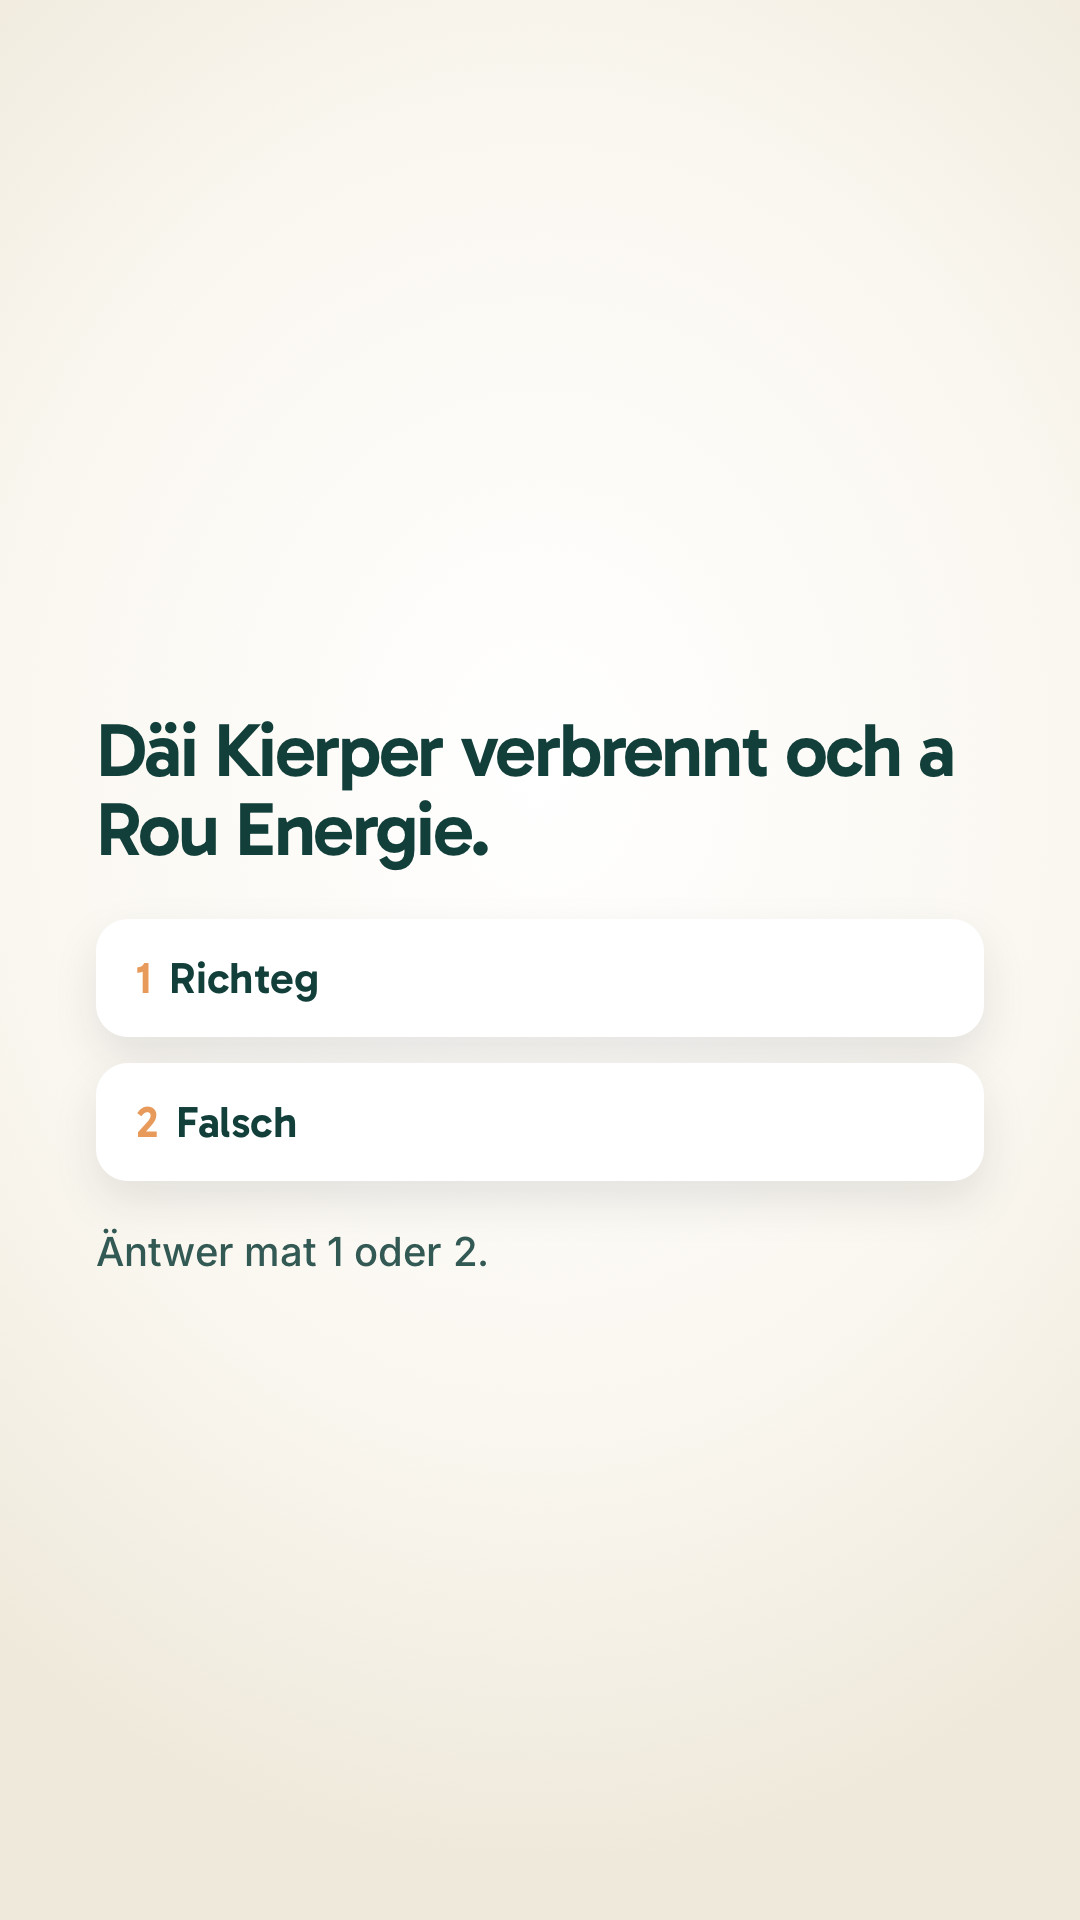 Däi Kierper verbrennt och a
Rou Energie.
1 Richteg
2 Falsch
Äntwer mat 1 oder 2.